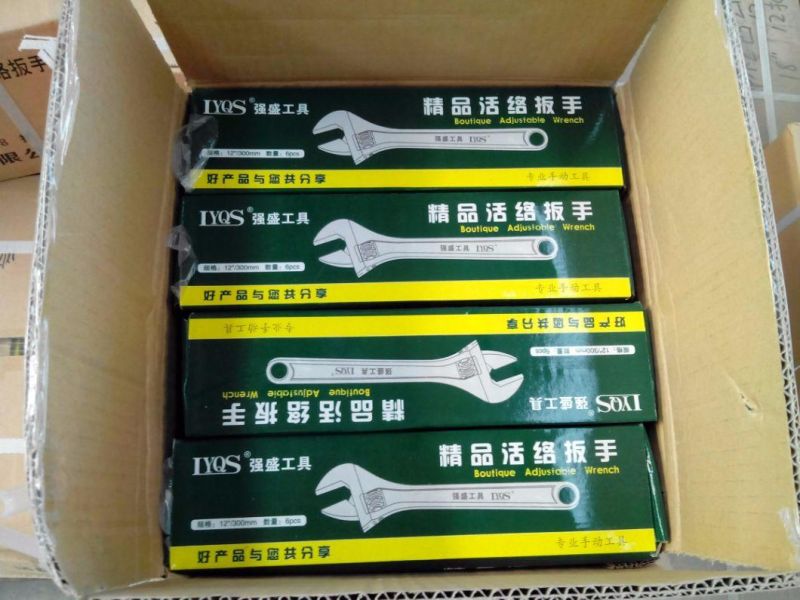 LYQS® 强盛工具
精品活络扳手
Boutique Adjustable Wrench
强盛工具 LYQS
规格：12"/300mm 数量：6pcs
好产品与您共分享
专业手动工具
LYQS® 强盛工具
精品活络扳手
Boutique Adjustable Wrench
强盛工具 LYQS
规格：12"/300mm 数量：6pcs
好产品与您共分享
专业手动工具
LYQS® 强盛工具
精品活络扳手
Boutique Adjustable Wrench
强盛工具 LYQS
规格：12"/300mm 数量：6pcs
好产品与您共分享
专业手动工具
LYQS® 强盛工具
精品活络扳手
Boutique Adjustable Wrench
强盛工具 LYQS
规格：12"/300mm 数量：6pcs
好产品与您共分享
专业手动工具
络扳手
限公
18"